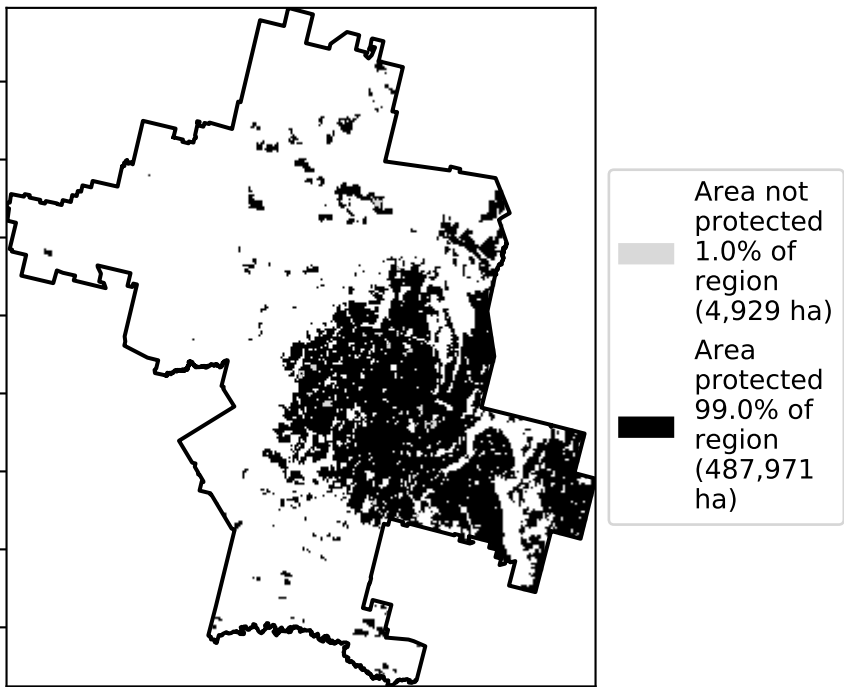 Area not
protected
1.0% of
region
(4,929 ha)
Area
protected
99.0% of
region
(487,971
ha)